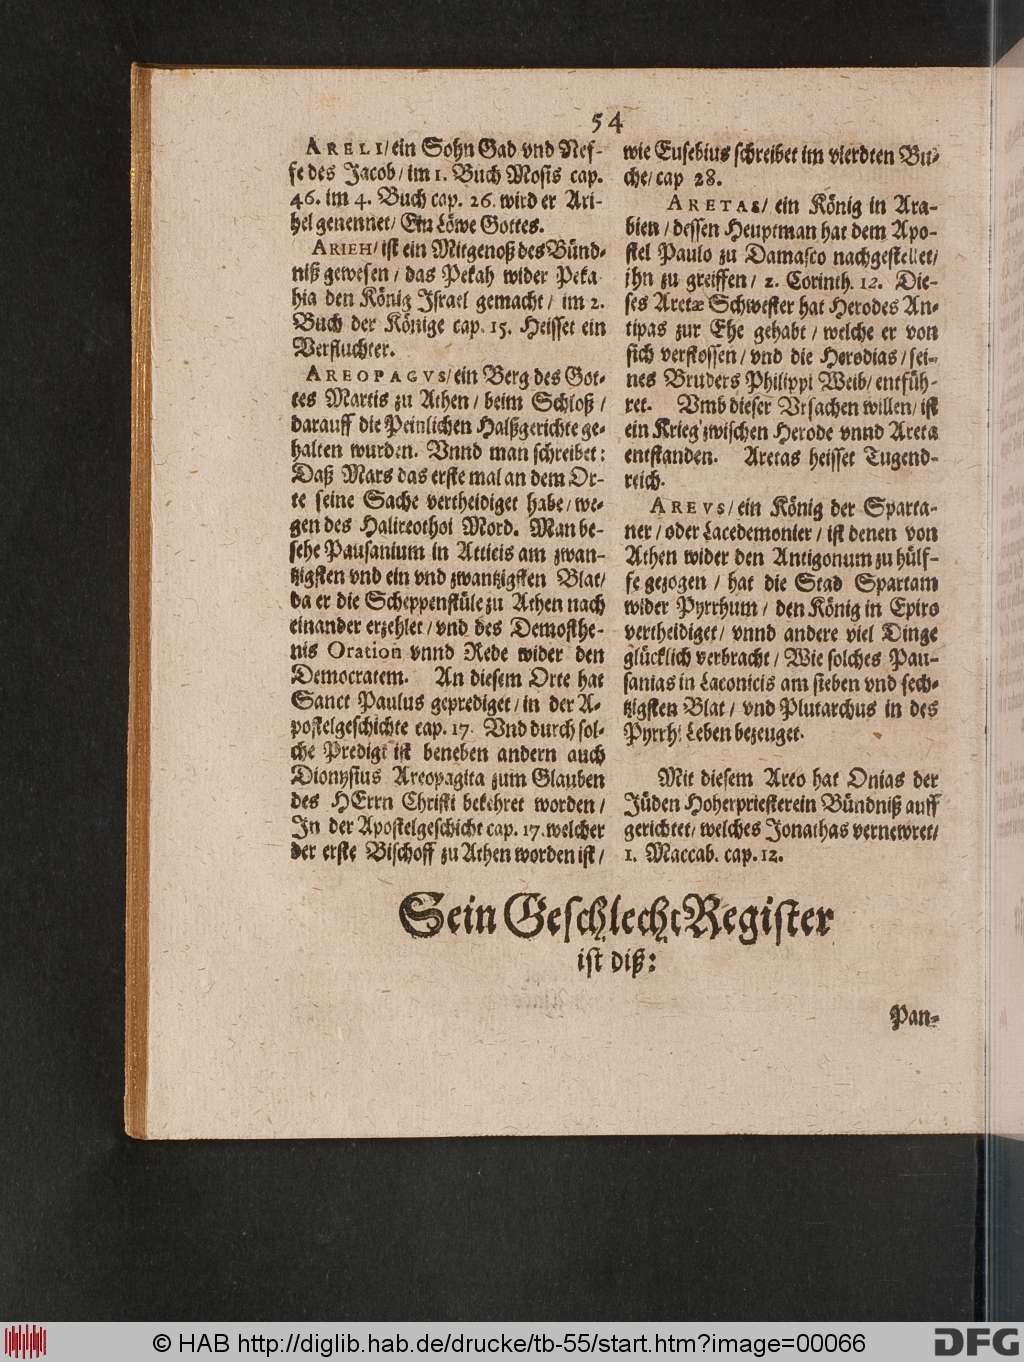 54
ARELI/ ein Sohn Gad vnd Nef-
fe des Jacob/ im 1. Buch Mosis cap.
46. im 4. Buch cap. 26. wird er Ari-
hel genennet/ Ein Löwe Gottes.
ARIEH/ ist ein Mitgenoß des Bünd-
niß gewesen/ das Pekah wider Peka
hia den König Israel gemacht/ im 2.
Buch der Könige cap. 15. Heisset ein
Verfluchter.
AREOPAGVS/ ein Berg des Got-
tes Martis zu Athen/ beim Schloß/
darauff die Peinlichen Halßgerichte ge-
halten wurden. Vnnd man schreibet:
Daß Mars das erste mal an dem Or-
te seine Sache vertheidiget habe/ we-
gen des Halireothoi Mord. Man be-
sehe Pausanium in Atticis am zwan-
tzigsten vnd ein vnd zwantzigsten Blat/
da er die Scheppenstüle zu Athen nach
einander erzehlet/ vnd des Demosthe-
nis Oration vnnd Rede wider den
Democratem. An diesem Orte hat
Sanct Paulus geprediget/ in der A-
postelgeschichte cap. 17. Vnd durch sol-
che Predigt ist beneben andern auch
Dionysius Areopagita zum Glauben
des HErrn Christi bekehret worden/
In der Apostelgeschicht cap. 17. welcher
der erste Bischoff zu Athen worden ist/
wie Eusebius schreibet im vierdten Bu-
che/ cap 28.
ARETAS/ ein König in Ara-
bien/ dessen Heuptman hat dem Apo-
stel Paulo zu Damasco nachgestellet/
jhn zu greiffen/ 2. Corinth. 12. Die-
ses Aretæ Schwester hat Herodes An-
tipas zur Ehe gehabt/ welche er von
sich verstossen/ vnd die Herodias/ sei-
nes Bruders Philippi Weib/ entfüh-
ret. Vmb dieser Vrsachen willen/ ist
ein Krieg zwischen Herode vnnd Areta
entstanden. Aretas heisset Tugend-
reich.
AREVS/ ein König der Sparta-
ner/ oder Lacedemonier/ ist denen von
Athen wider den Antigonum zu hülf-
fe gezogen/ hat die Stad Spartam
wider Pyrrhum/ den König in Epiro
vertheidiget/ vnnd andere viel Dinge
glücklich verbracht/ Wie solches Pau-
sanias in Laconicis am sieben vnd sech-
tzigsten Blat/ vnd Plutarchus in des
Pyrrhi Leben bezeuget.
Mit diesem Areo hat Onias der
Jüden Hoherpriester ein Bündniß auff
gerichtet/ welches Jonathas vernewret/
1. Maccab. cap. 12.
Sein Geschlecht Register
ist diß:
Pan-
© HAB http://diglib.hab.de/drucke/tb-55/start.htm?image=00066
DFG